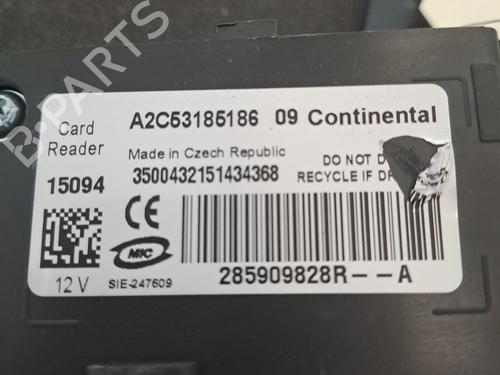 A2C53185186 09 Continental
Card
Reader
Made in Czech Republic
DO NOT
15094
3500432151434368
RECYCLE IF
CE
MIC
12 V
SIE-247609
285909828R--A
B-PARTS